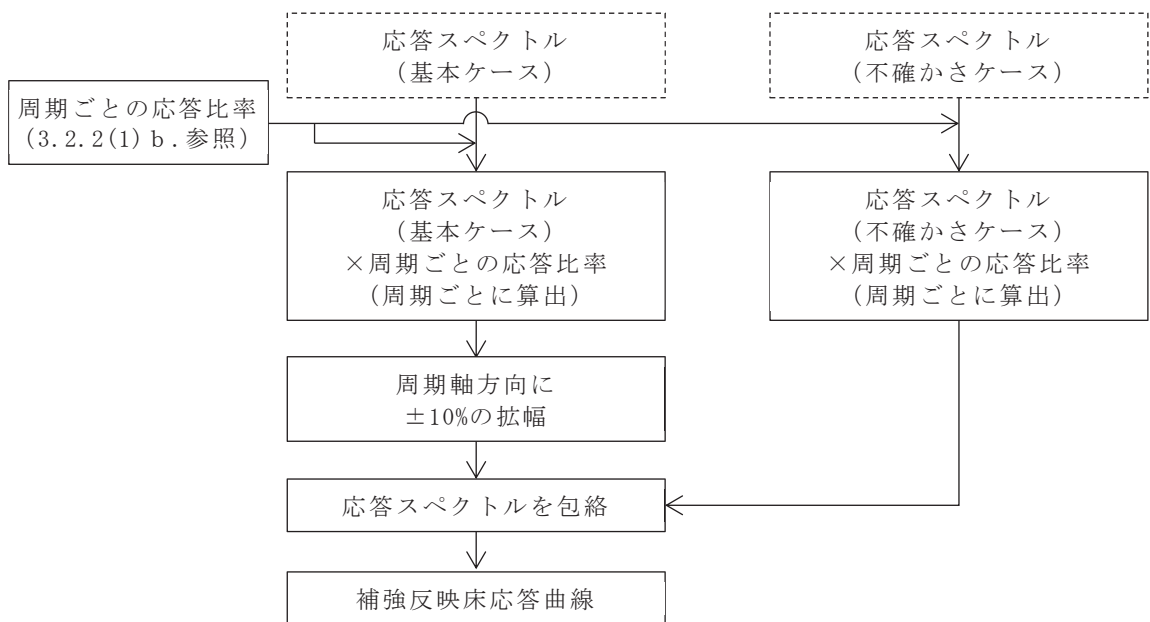 応答スペクトル
(基本ケース)
応答スペクトル
(不確かさケース)
周期ごとの応答比率
(3.2.2(1)b.参照)
応答スペクトル
(基本ケース)
×周期ごとの応答比率
(周期ごとに算出)
応答スペクトル
(不確かさケース)
×周期ごとの応答比率
(周期ごとに算出)
周期軸方向に
±10%の拡幅
応答スペクトルを包絡
補強反映床応答曲線